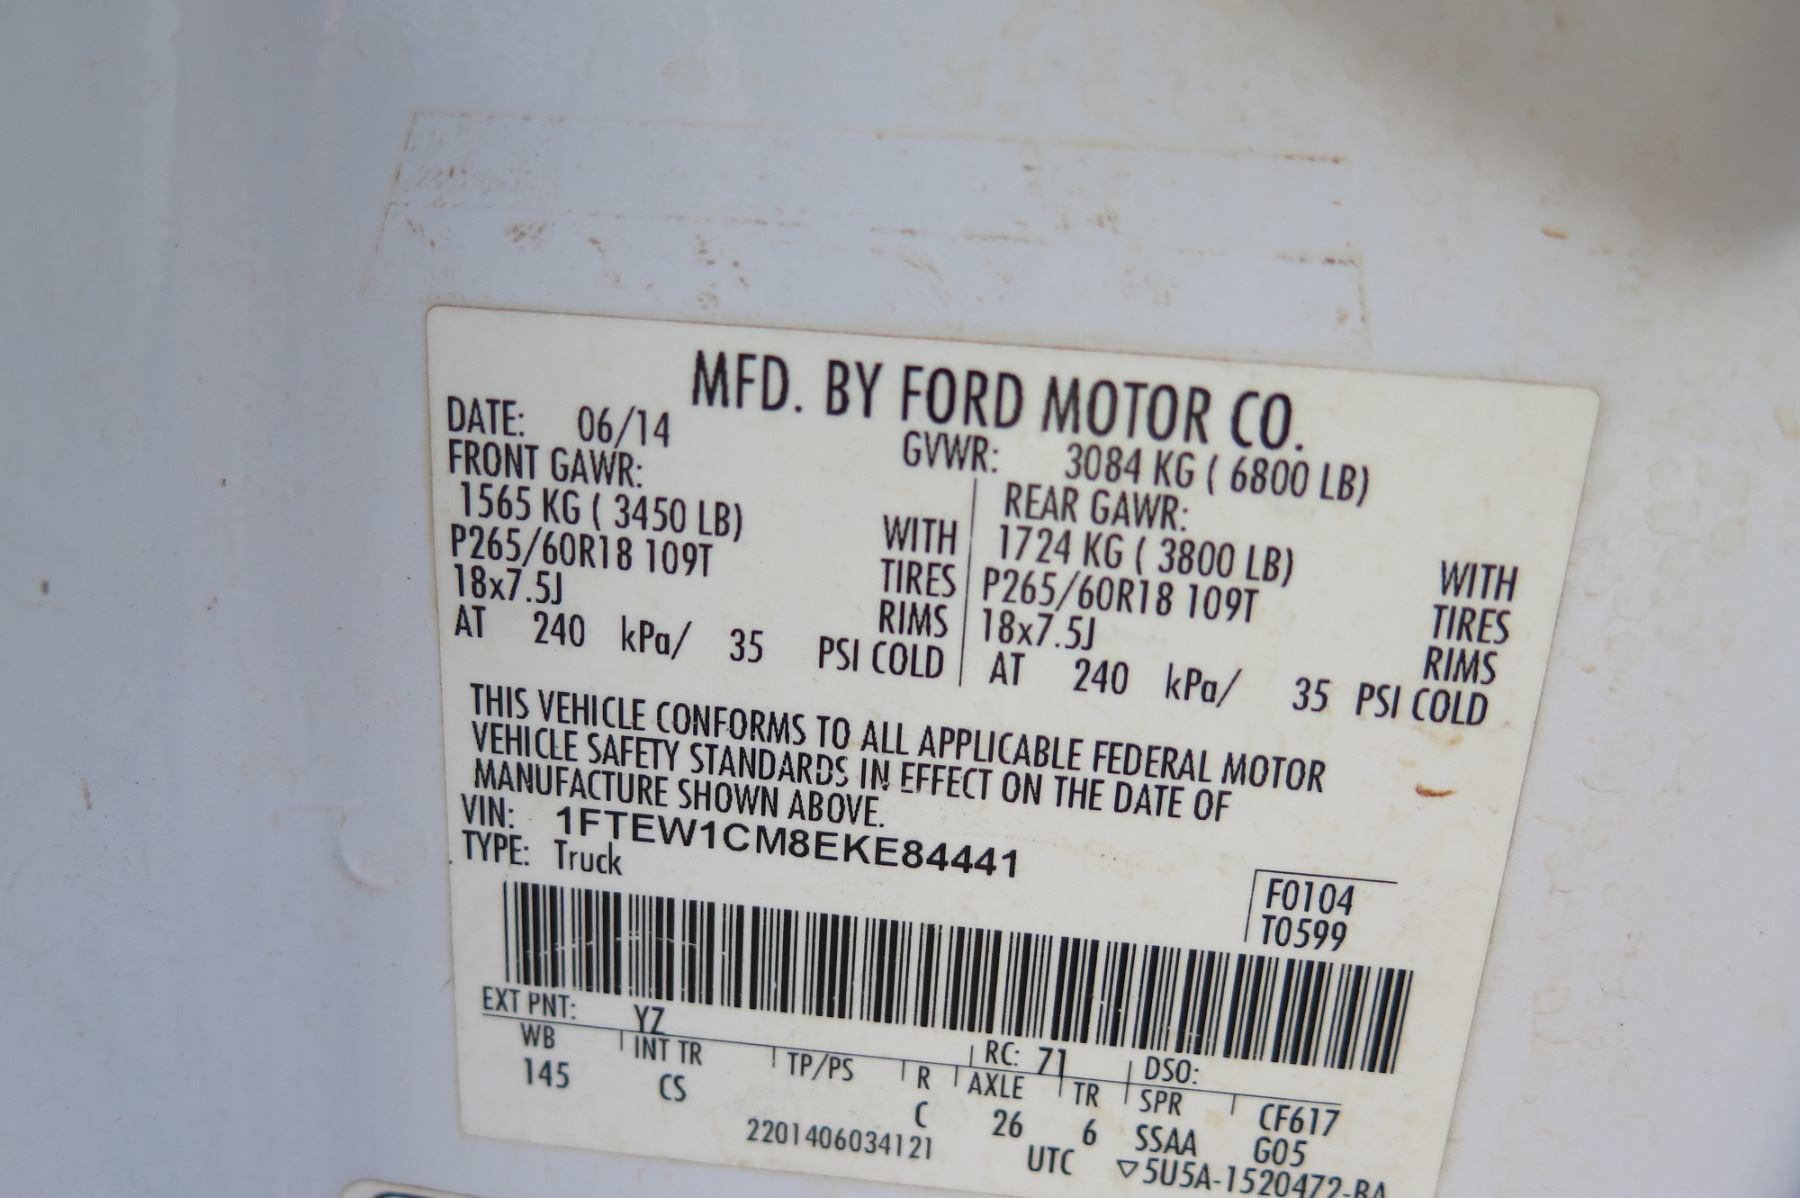 MFD. BY FORD MOTOR CO.
DATE: 06/14 GVWR: 3084 KG ( 6800 LB)
FRONT GAWR: REAR GAWR:
1565 KG ( 3450 LB) WITH 1724 KG ( 3800 LB) WITH
P265/60R18 109T TIRES P265/60R18 109T TIRES
18x7.5J RIMS 18x7.5J RIMS
AT 240 kPa/ 35 PSI COLD AT 240 kPa/ 35 PSI COLD
THIS VEHICLE CONFORMS TO ALL APPLICABLE FEDERAL MOTOR
VEHICLE SAFETY STANDARDS IN EFFECT ON THE DATE OF
MANUFACTURE SHOWN ABOVE.
VIN: 1FTEW1CM8EKE84441
TYPE: Truck
F0104
T0599
EXT PNT: YZ RC: 71 DSO:
WB INT TR TP/PS R AXLE TR SPR CF617
145 CS C 26 6 SSAA G05
2201406034121 UTC ▽5U5A-1520472-BA